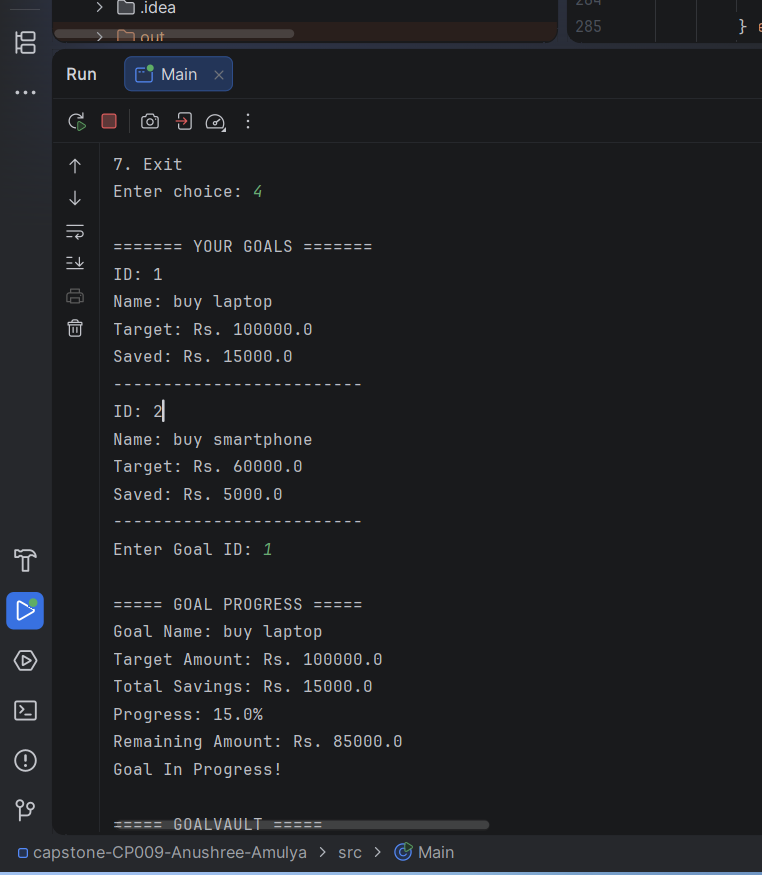 .idea
out
284
285
} e
Run
Main
7. Exit
Enter choice: 4
======= YOUR GOALS =======
ID: 1
Name: buy laptop
Target: Rs. 100000.0
Saved: Rs. 15000.0
-------------------------
ID: 2
Name: buy smartphone
Target: Rs. 60000.0
Saved: Rs. 5000.0
-------------------------
Enter Goal ID: 1
===== GOAL PROGRESS =====
Goal Name: buy laptop
Target Amount: Rs. 100000.0
Total Savings: Rs. 15000.0
Progress: 15.0%
Remaining Amount: Rs. 85000.0
Goal In Progress!
===== GOALVAULT =====
capstone-CP009-Anushree-Amulya > src > Main